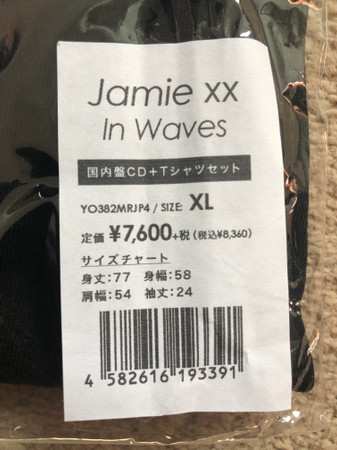 Jamie xx
In Waves
国内盤CD+Tシャツセット
YO382MRJP4 / SIZE: XL
定価 ¥7,600+税 (税込¥8,360)
サイズチャート
身丈:77 身幅:58
肩幅:54 袖丈:24
4 582616 193391